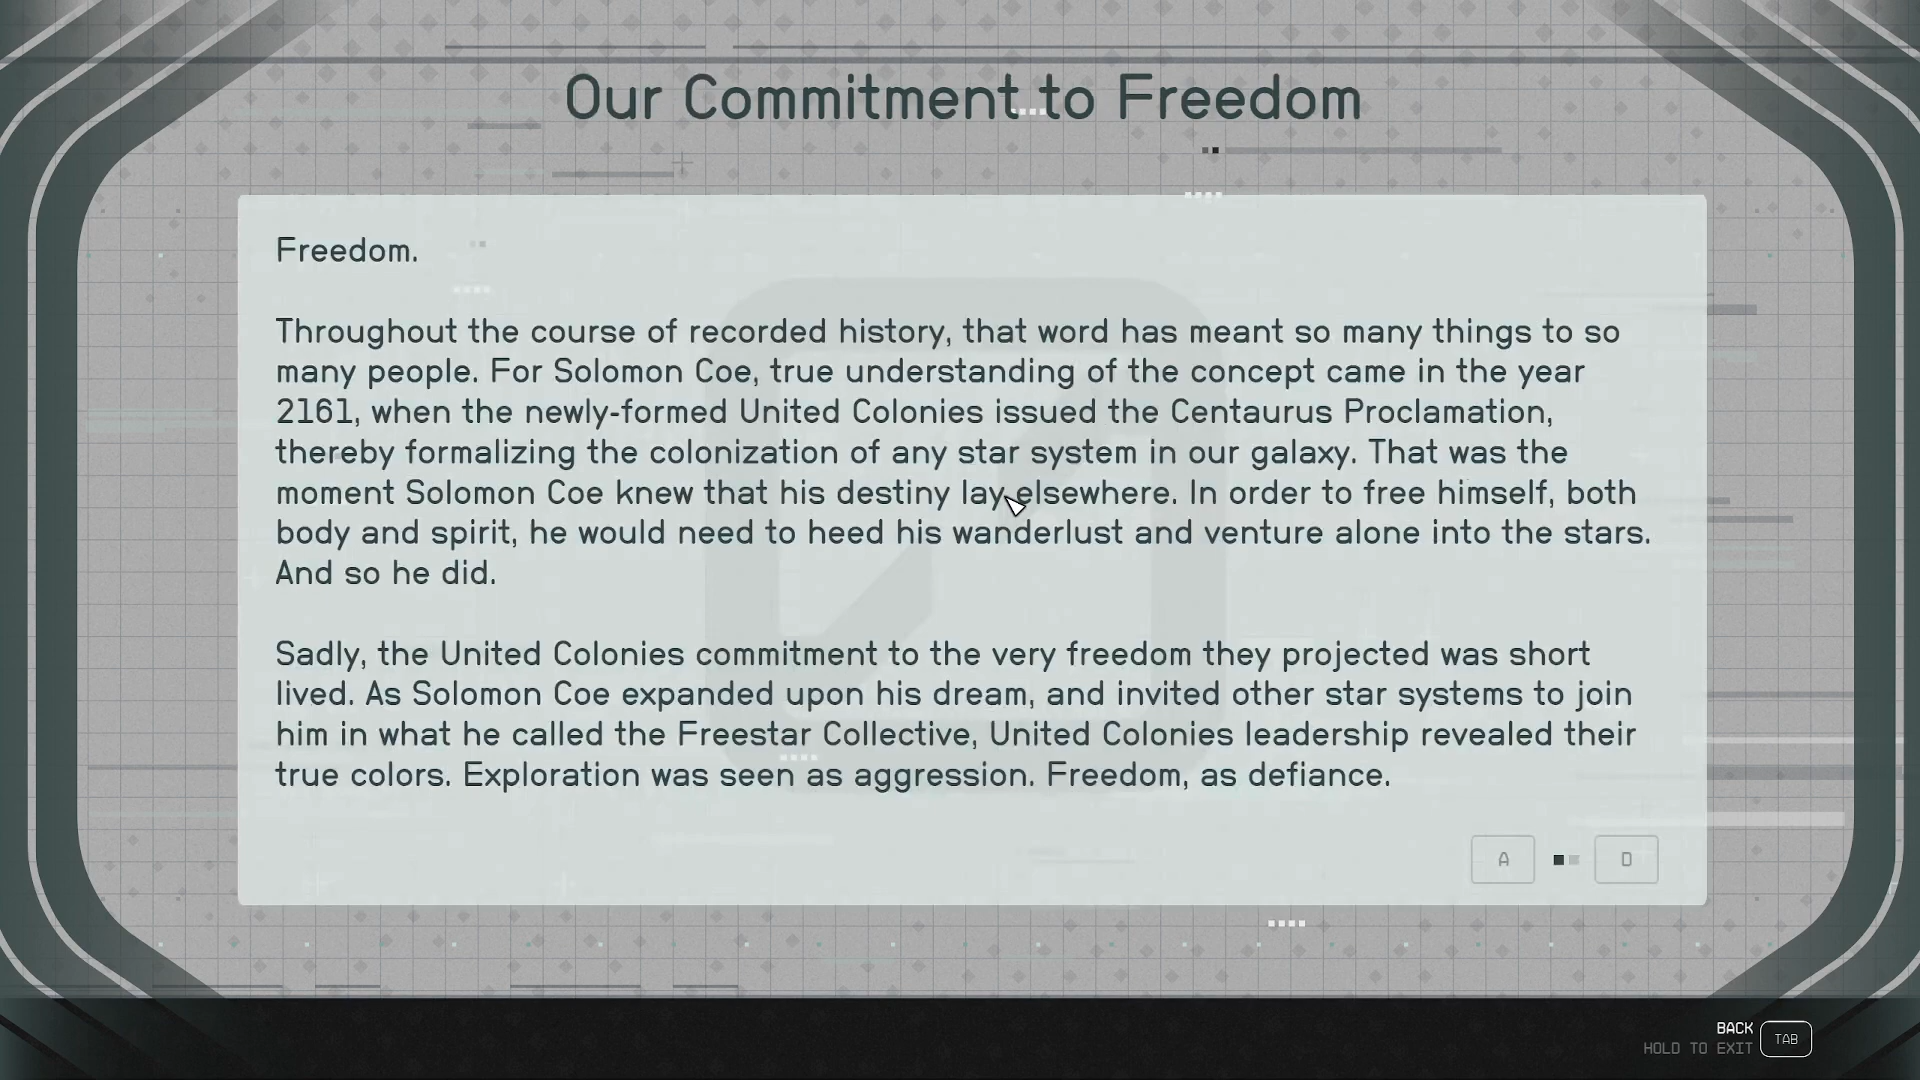 Our Commitment to Freedom
Freedom.
Throughout the course of recorded history, that word has meant so many things to so
many people. For Solomon Coe, true understanding of the concept came in the year
2161, when the newly-formed United Colonies issued the Centaurus Proclamation,
thereby formalizing the colonization of any star system in our galaxy. That was the
moment Solomon Coe knew that his destiny lay elsewhere. In order to free himself, both
body and spirit, he would need to heed his wanderlust and venture alone into the stars.
And so he did.
Sadly, the United Colonies commitment to the very freedom they projected was short
lived. As Solomon Coe expanded upon his dream, and invited other star systems to join
him in what he called the Freestar Collective, United Colonies leadership revealed their
true colors. Exploration was seen as aggression. Freedom, as defiance.
A D
BACK
HOLD TO EXIT TAB